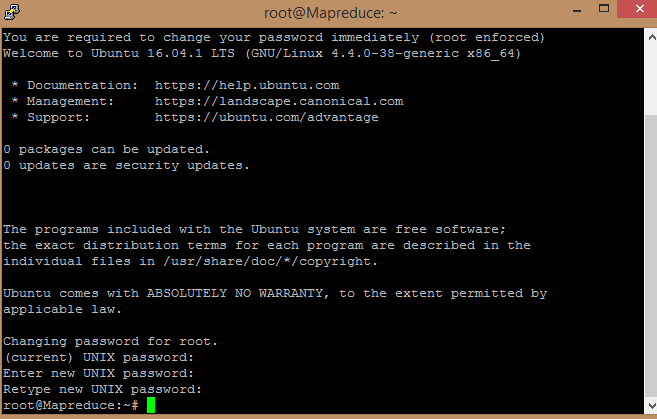 root@Mapreduce: ~
You are required to change your password immediately (root enforced)
Welcome to Ubuntu 16.04.1 LTS (GNU/Linux 4.4.0-38-generic x86_64)
* Documentation:  https://help.ubuntu.com
* Management:     https://landscape.canonical.com
* Support:        https://ubuntu.com/advantage
0 packages can be updated.
0 updates are security updates.
The programs included with the Ubuntu system are free software;
the exact distribution terms for each program are described in the
individual files in /usr/share/doc/*/copyright.
Ubuntu comes with ABSOLUTELY NO WARRANTY, to the extent permitted by
applicable law.
Changing password for root.
(current) UNIX password:
Enter new UNIX password:
Retype new UNIX password:
root@Mapreduce:~#